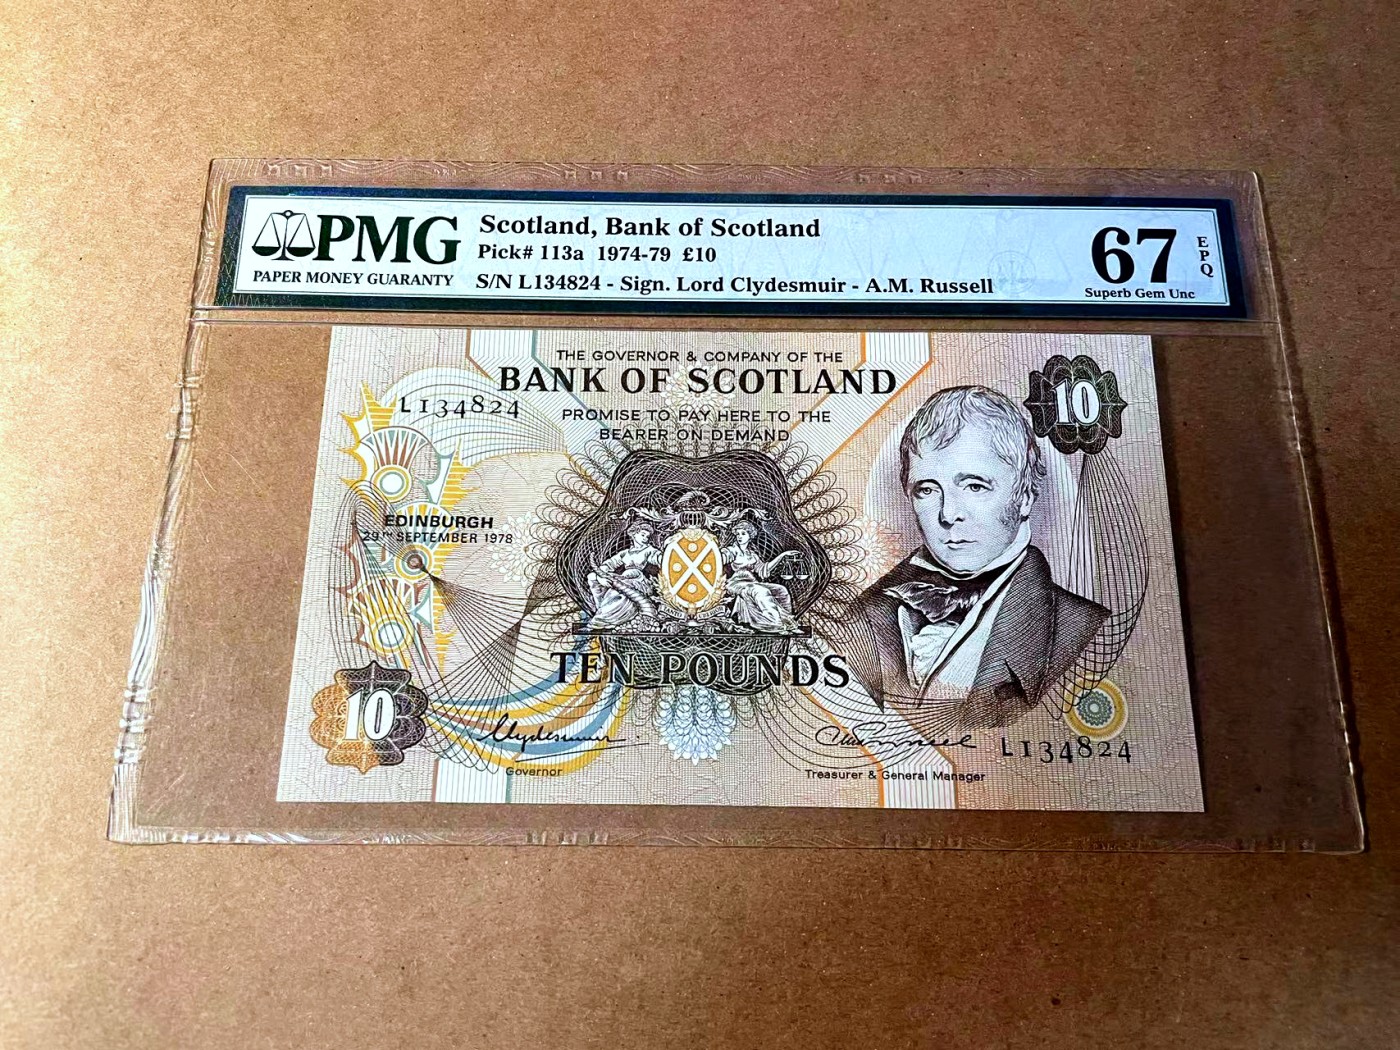 PMG
PAPER MONEY GUARANTY
Scotland, Bank of Scotland
Pick# 113a 1974-79 £10
S/N L134824 - Sign. Lord Clydesmuir - A.M. Russell
67
EPQ
Superb Gem Unc
THE GOVERNOR & COMPANY OF THE
BANK OF SCOTLAND
L134824
PROMISE TO PAY HERE TO THE
BEARER ON DEMAND
10
EDINBURGH
29TH SEPTEMBER 1978
TEN POUNDS
10
Clydesmuir
Governor
Treasurer & General Manager
L134824